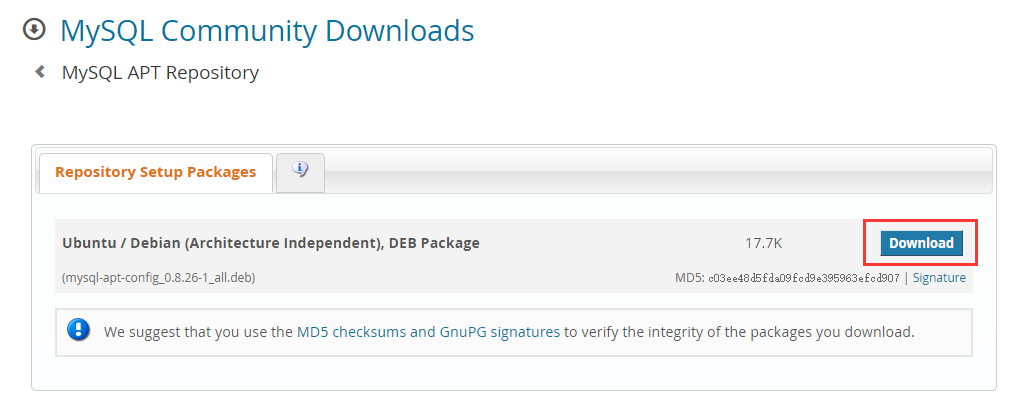 MySQL Community Downloads
MySQL APT Repository
Repository Setup Packages
Ubuntu / Debian (Architecture Independent), DEB Package 17.7K Download
(mysql-apt-config_0.8.26-1_all.deb) MD5: c03ee48d5fda09fcd9e395963efcd907 | Signature
We suggest that you use the MD5 checksums and GnuPG signatures to verify the integrity of the packages you download.